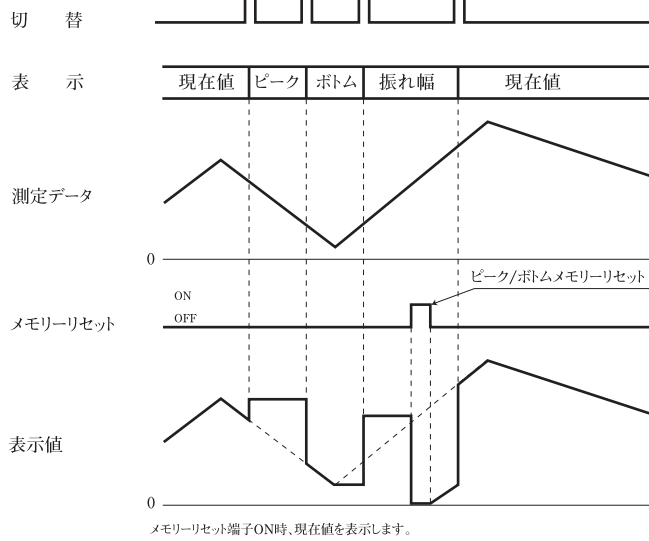 切　替
表　示
現在値 ピーク ボトム 振れ幅 現在値
測定データ
0
ピーク/ボトムメモリーリセット
ON
メモリーリセット
OFF
表示値
0
メモリーリセット端子ON時、現在値を表示します。